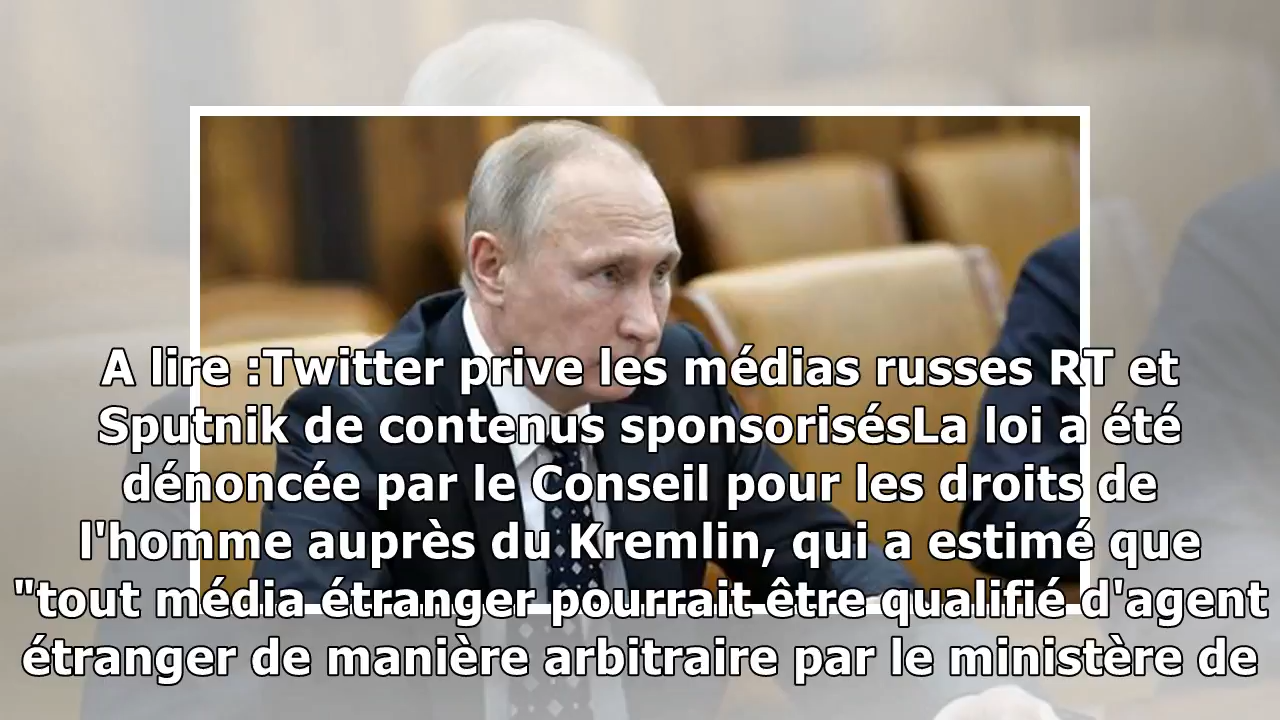 A lire :Twitter prive les médias russes RT et
Sputnik de contenus sponsorisésLa loi a été
dénoncée par le Conseil pour les droits de
l'homme auprès du Kremlin, qui a estimé que
"tout média étranger pourrait être qualifié d'agent
étranger de manière arbitraire par le ministère de